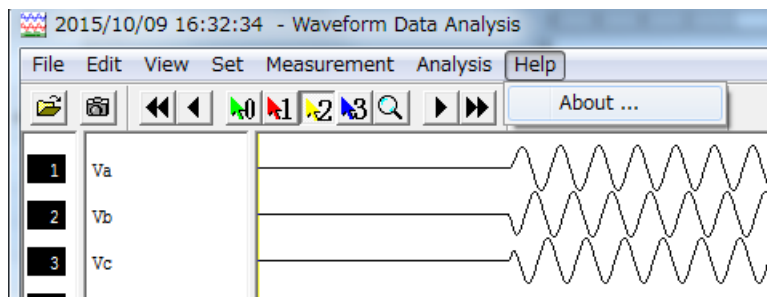 2015/10/09 16:32:34 - Waveform Data Analysis
File Edit View Set Measurement Analysis Help
0 1 2 3
About ...
1 Va
2 Vb
3 Vc